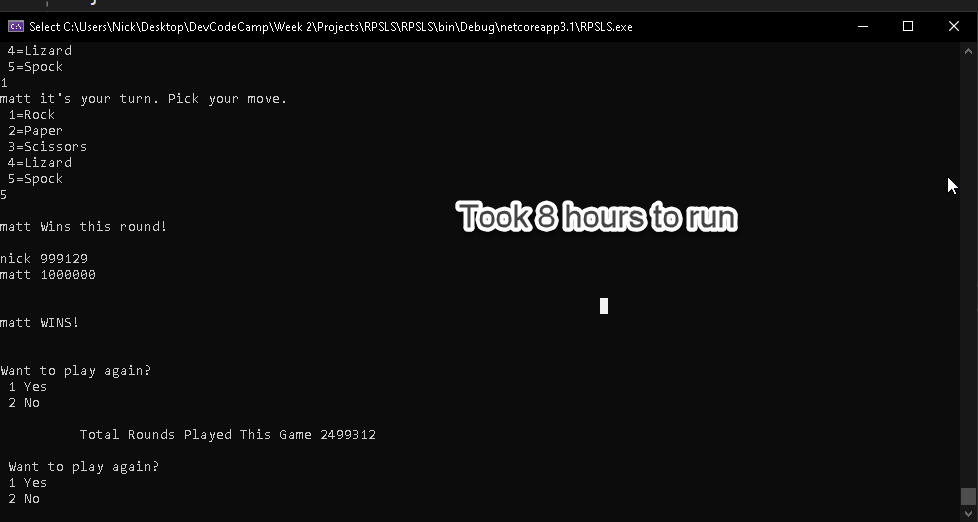 Select C:\Users\Nick\Desktop\DevCodeCamp\Week 2\Projects\RPSLS\RPSLS\bin\Debug\netcoreapp3.1\RPSLS.exe
4=Lizard
5=Spock
1
matt it's your turn. Pick your move.
1=Rock
2=Paper
3=Scissors
4=Lizard
5=Spock
5
Took 8 hours to run
matt Wins this round!
nick 999129
matt 1000000
matt WINS!
Want to play again?
1 Yes
2 No
Total Rounds Played This Game 2499312
Want to play again?
1 Yes
2 No